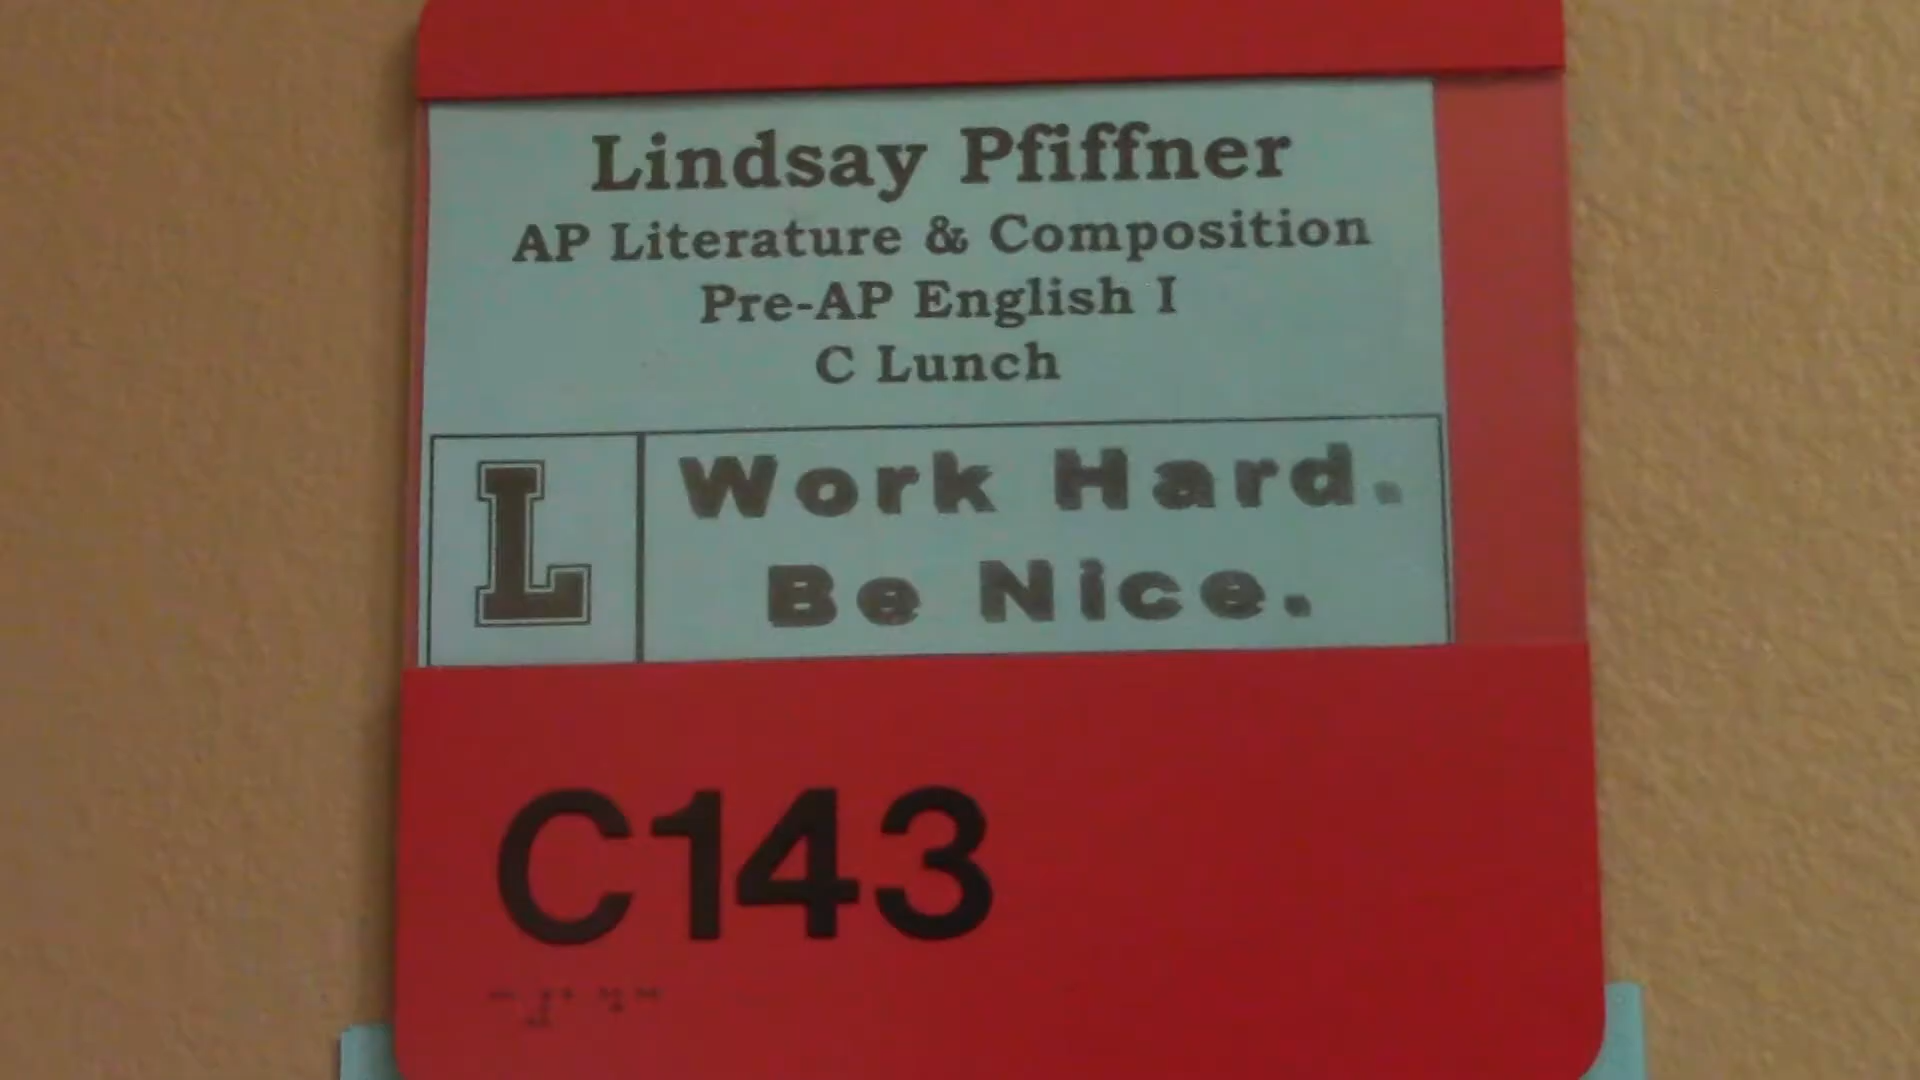 Lindsay Pfiffner
AP Literature & Composition
Pre-AP English I
C Lunch
L
Work Hard.
Be Nice.
C143